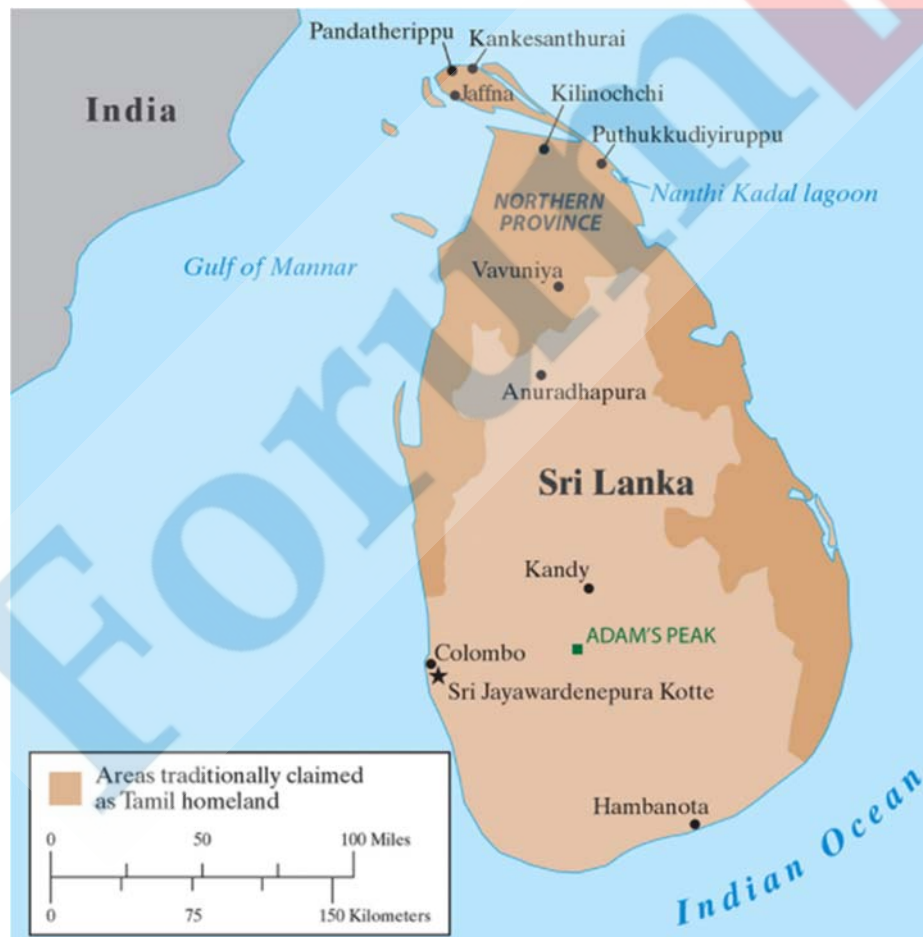 Pandatherippu
Kankesanthurai
India
Jaffna
Kilinochchi
Puthukkudiyiruppu
Nanthi Kadal lagoon
NORTHERN
PROVINCE
Gulf of Mannar
Vavuniya
Anuradhapura
Sri Lanka
Kandy
ADAM'S PEAK
Colombo
Sri Jayawardenepura Kotte
Areas traditionally claimed
as Tamil homeland
Hambanota
0 50 100 Miles
0 75 150 Kilometers
Indian Ocean
Forum